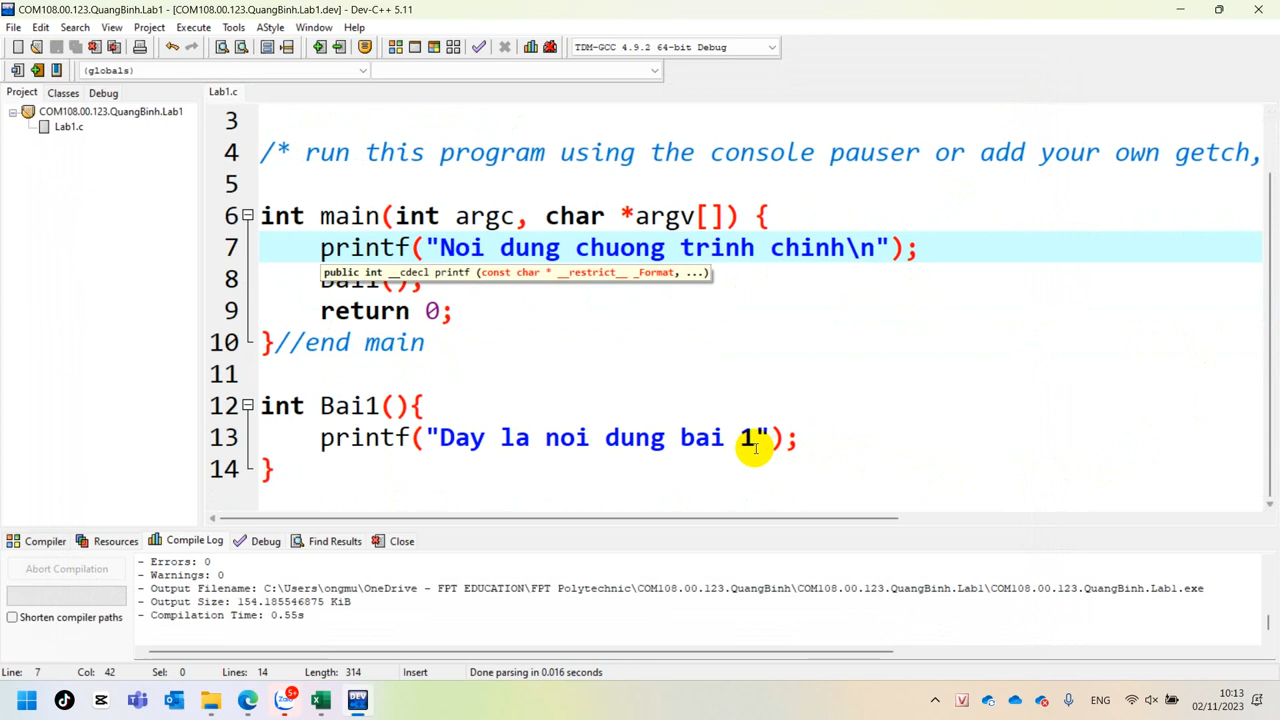 COM108.00.123.QuangBinh.Lab1 - [COM108.00.123.QuangBinh.Lab1.dev] - Dev-C++ 5.11
File Edit Search View Project Execute Tools AStyle Window Help
TDM-GCC 4.9.2 64-bit Debug
(globals)
Project Classes Debug
COM108.00.123.QuangBinh.Lab1
Lab1.c
Lab1.c
3
4 /* run this program using the console pauser or add your own getch,
5
6 int main(int argc, char *argv[]) {
7 printf("Noi dung chuong trinh chinh\n");
public int __cdecl printf (const char * __restrict__ _Format, ...)
8 Bai1();
9 return 0;
10 }//end main
11
12 int Bai1(){
13 printf("Day la noi dung bai 1");
14 }
Compiler Resources Compile Log Debug Find Results Close
Abort Compilation
Shorten compiler paths
- Errors: 0
- Warnings: 0
- Output Filename: C:\Users\ongmu\OneDrive - FPT EDUCATION\FPT Polytechnic\COM108.00.123.QuangBinh\COM108.00.123.QuangBinh.Lab1\COM108.00.123.QuangBinh.Lab1.exe
- Output Size: 154.185546875 KiB
- Compilation Time: 0.55s
Line: 7 Col: 42 Sel: 0 Lines: 14 Length: 314 Insert Done parsing in 0.016 seconds
5+
DEV
ENG
10:13
02/11/2023